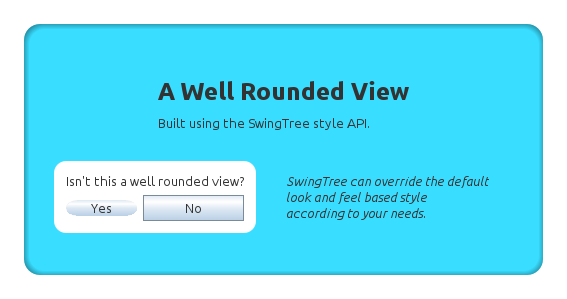 A Well Rounded View
Built using the SwingTree style API.
Isn't this a well rounded view?
Yes
No
SwingTree can override the default
look and feel based style
according to your needs.